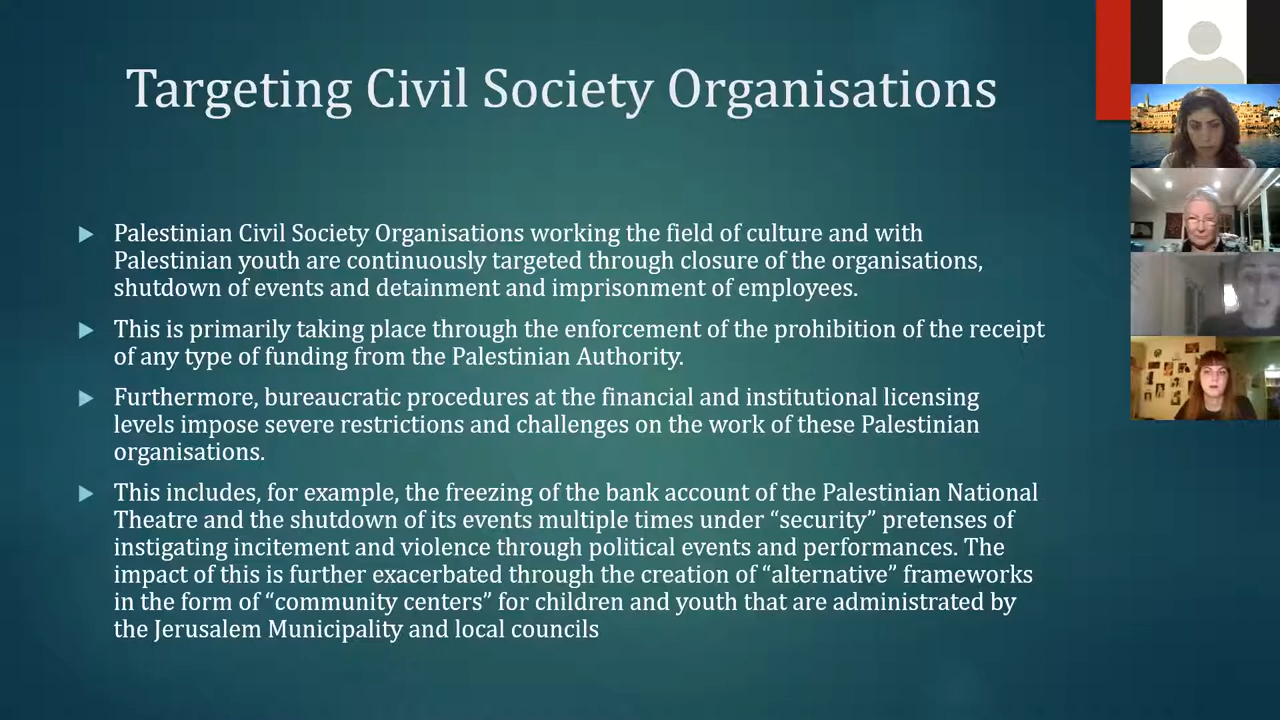 Targeting Civil Society Organisations
Palestinian Civil Society Organisations working the field of culture and with
Palestinian youth are continuously targeted through closure of the organisations,
shutdown of events and detainment and imprisonment of employees.
This is primarily taking place through the enforcement of the prohibition of the receipt
of any type of funding from the Palestinian Authority.
Furthermore, bureaucratic procedures at the financial and institutional licensing
levels impose severe restrictions and challenges on the work of these Palestinian
organisations.
This includes, for example, the freezing of the bank account of the Palestinian National
Theatre and the shutdown of its events multiple times under “security” pretenses of
instigating incitement and violence through political events and performances. The
impact of this is further exacerbated through the creation of “alternative” frameworks
in the form of “community centers” for children and youth that are administrated by
the Jerusalem Municipality and local councils